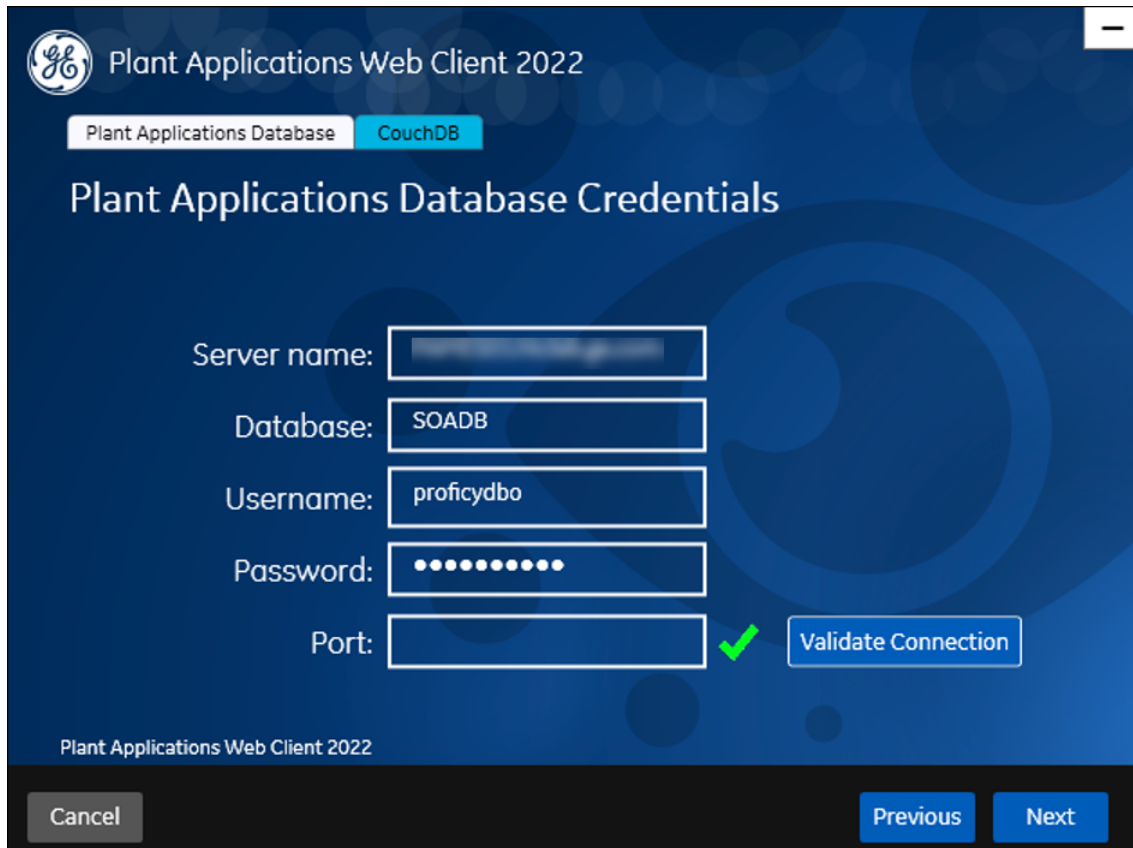 Plant Applications Web Client 2022
Plant Applications Database CouchDB
Plant Applications Database Credentials
Server name:
Database: SOADB
Username: proficydbo
Password: ••••••••••
Port: Validate Connection
Plant Applications Web Client 2022
Cancel Previous Next